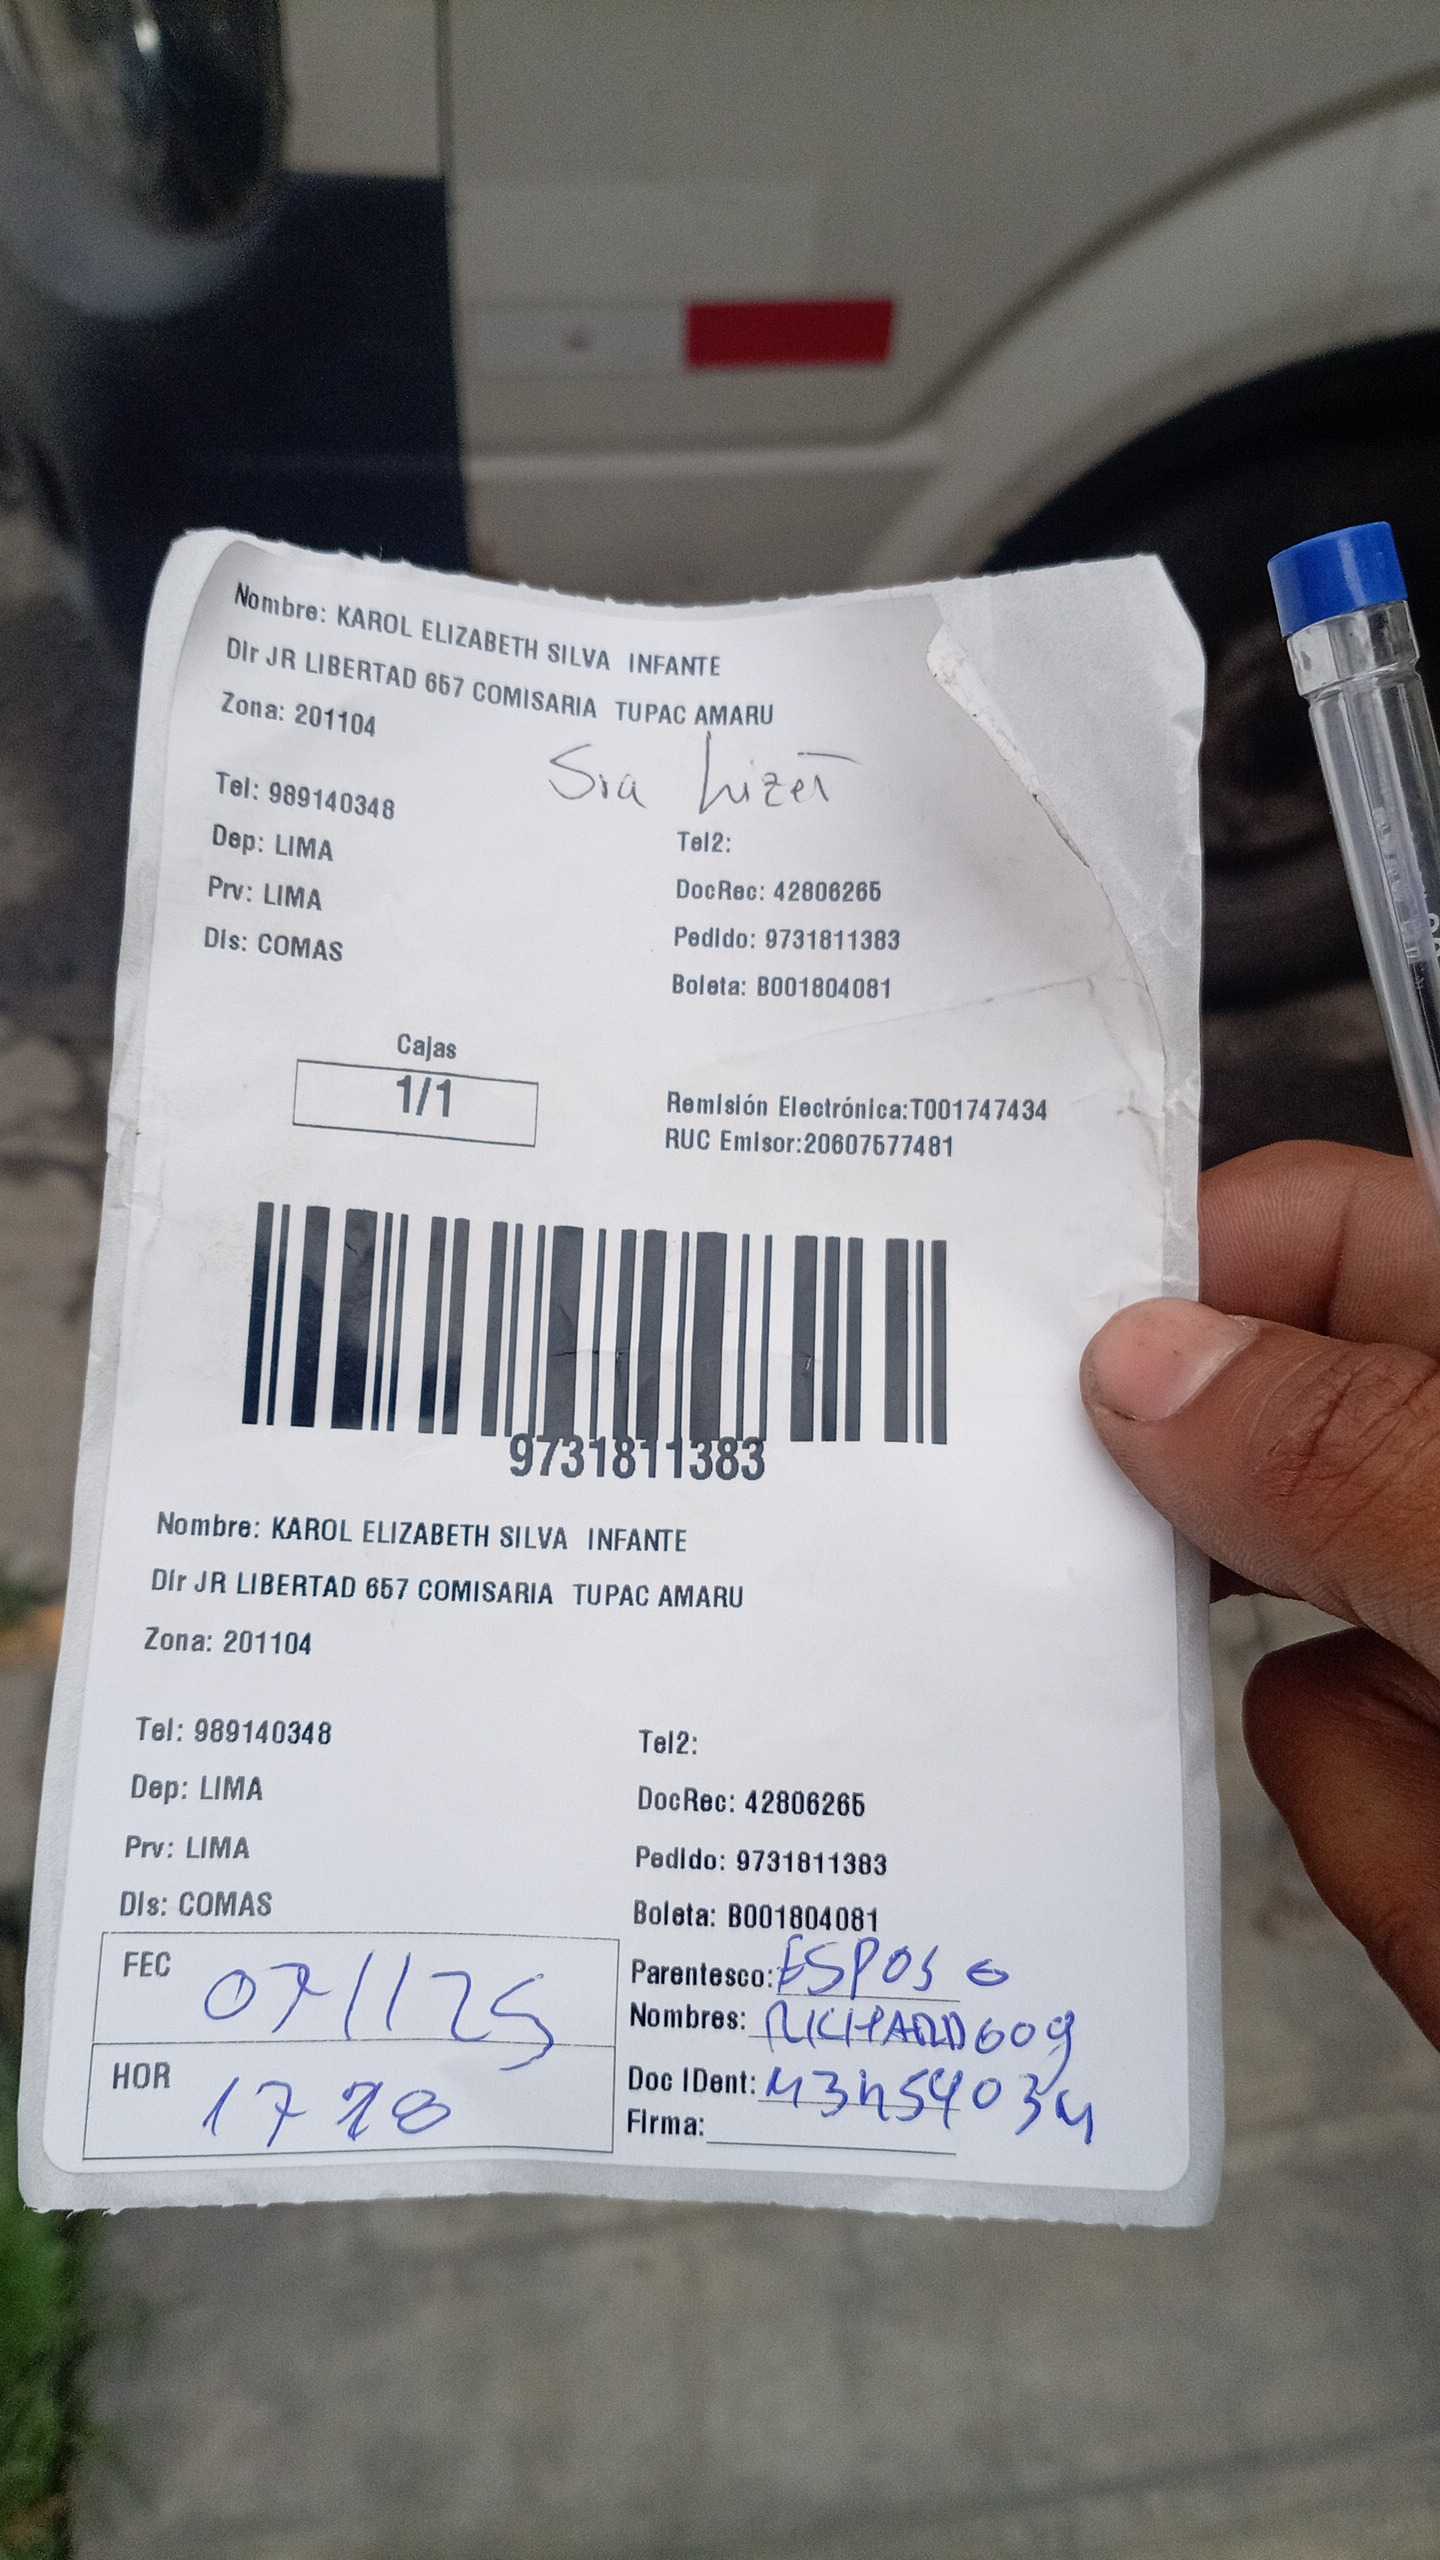 Nombre: KAROL ELIZABETH SILVA INFANTE
Dir JR LIBERTAD 657 COMISARIA TUPAC AMARU
Zona: 201104
Sra Lizet
Tel: 989140348
Tel2:
Dep: LIMA
DocRec: 42806265
Prv: LIMA
Pedido: 9731811383
Dis: COMAS
Boleta: B001804081
Cajas
1/1
Remisión Electrónica:T001747434
RUC Emisor:20607577481
9731811383
Nombre: KAROL ELIZABETH SILVA INFANTE
Dir JR LIBERTAD 657 COMISARIA TUPAC AMARU
Zona: 201104
Tel: 989140348
Tel2:
Dep: LIMA
DocRec: 42806265
Prv: LIMA
Pedido: 9731811383
Dis: COMAS
Boleta: B001804081
FEC 07/1/25
Parentesco: ESPOSO
Nombres: RICHARD
HOR
Doc IDent:
Firma: